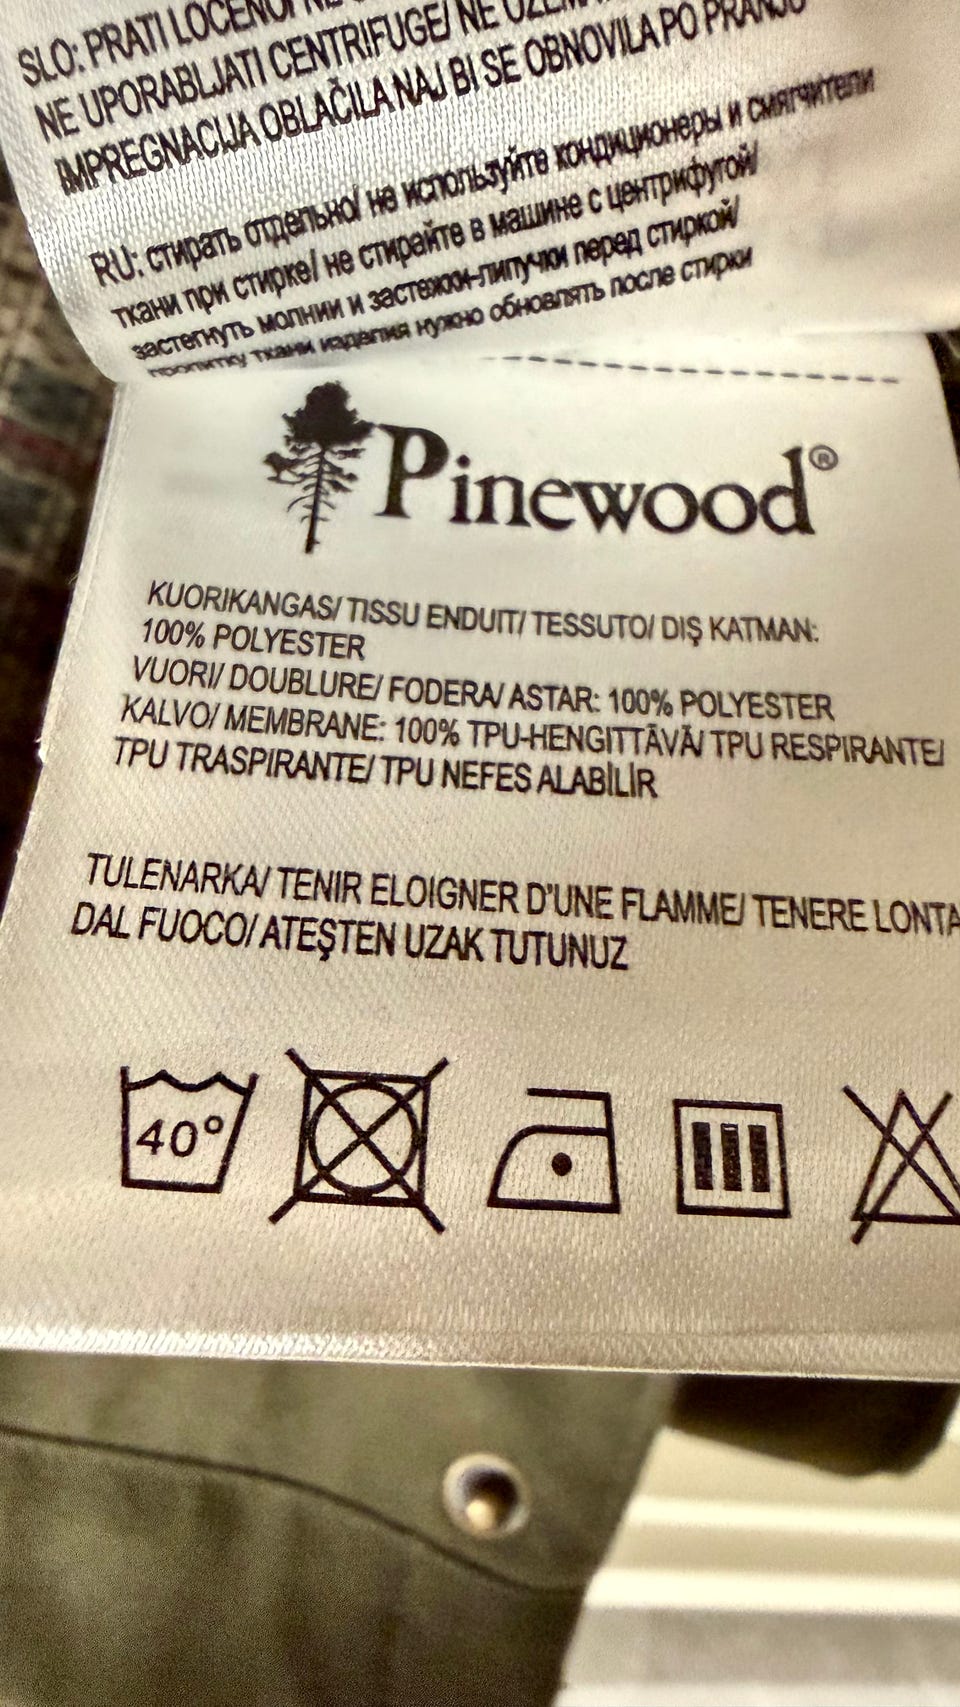 SLO: PRATI LOČENO/ NE
NE UPORABLJATI CENTRIFUGE/ NE
IMPREGNACIJA OBLAČILA NAJ BI SE OBNOVILA PO PRANJU
RU: стирать отдельно/ не используйте кондиционеры и смягчители
ткани при стирке/ не стирайте в машине с центрифугой/
застегнуть молнии и застежки-липучки перед стиркой/
пропитку ткани изделия нужно обновлять после стирки
Pinewood®
KUORIKANGAS/ TISSU ENDUIT/ TESSUTO/ DIŞ KATMAN:
100% POLYESTER
VUORI/ DOUBLURE/ FODERA/ ASTAR: 100% POLYESTER
KALVO/ MEMBRANE: 100% TPU-HENGITTÄVÄ/ TPU RESPIRANTE/
TPU TRASPIRANTE/ TPU NEFES ALABİLİR
TULENARKA/ TENIR ELOIGNER D'UNE FLAMME/ TENERE LONTA
DAL FUOCO/ ATEŞTEN UZAK TUTUNUZ
40°